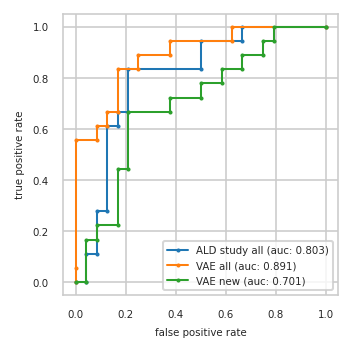 1.0
0.8
0.6
0.4
0.2
0.0
true positive rate
ALD study all (auc: 0.803)
VAE all (auc: 0.891)
VAE new (auc: 0.701)
0.0 0.2 0.4 0.6 0.8 1.0
false positive rate